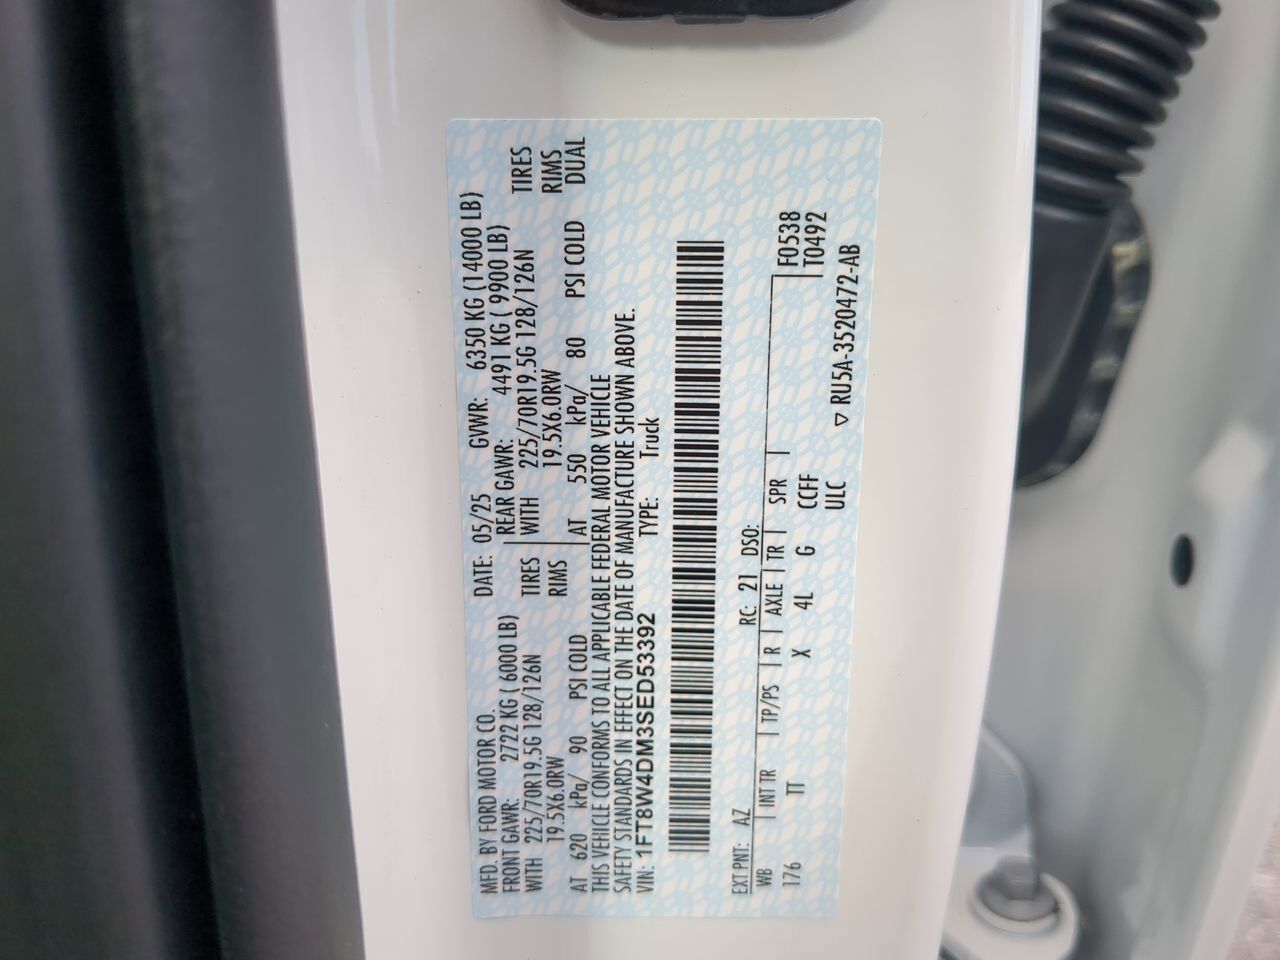 MFD. BY FORD MOTOR CO. DATE: 05/25 GVWR: 6350 KG (14000 LB)
FRONT GAWR: 2722 KG ( 6000 LB) REAR GAWR: 4491 KG ( 9900 LB)
WITH 225/70R19.5G 128/126N TIRES WITH 225/70R19.5G 128/126N TIRES
19.5X6.0RW RIMS 19.5X6.0RW RIMS
AT 620 kPa/ 90 PSI COLD AT 550 kPa/ 80 PSI COLD DUAL
THIS VEHICLE CONFORMS TO ALL APPLICABLE FEDERAL MOTOR VEHICLE
SAFETY STANDARDS IN EFFECT ON THE DATE OF MANUFACTURE SHOWN ABOVE.
VIN: 1FT8W4DM3SED53392 TYPE: Truck
EXT PNT: AZ RC: 21 DSO:
WB INT TR TP/PS R AXLE TR SPR F0538
176 TT X 4L G CCFF T0492
ULC
▽ RU5A-3520472-AB